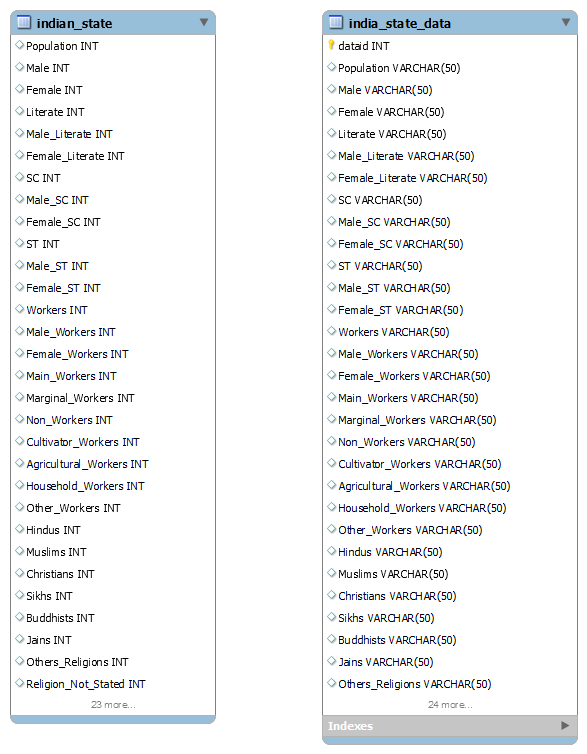 indian_state
Population INT
Male INT
Female INT
Literate INT
Male_Literate INT
Female_Literate INT
SC INT
Male_SC INT
Female_SC INT
ST INT
Male_ST INT
Female_ST INT
Workers INT
Male_Workers INT
Female_Workers INT
Main_Workers INT
Marginal_Workers INT
Non_Workers INT
Cultivator_Workers INT
Agricultural_Workers INT
Household_Workers INT
Other_Workers INT
Hindus INT
Muslims INT
Christians INT
Sikhs INT
Buddhists INT
Jains INT
Others_Religions INT
Religion_Not_Stated INT
23 more...
india_state_data
dataid INT
Population VARCHAR(50)
Male VARCHAR(50)
Female VARCHAR(50)
Literate VARCHAR(50)
Male_Literate VARCHAR(50)
Female_Literate VARCHAR(50)
SC VARCHAR(50)
Male_SC VARCHAR(50)
Female_SC VARCHAR(50)
ST VARCHAR(50)
Male_ST VARCHAR(50)
Female_ST VARCHAR(50)
Workers VARCHAR(50)
Male_Workers VARCHAR(50)
Female_Workers VARCHAR(50)
Main_Workers VARCHAR(50)
Marginal_Workers VARCHAR(50)
Non_Workers VARCHAR(50)
Cultivator_Workers VARCHAR(50)
Agricultural_Workers VARCHAR(50)
Household_Workers VARCHAR(50)
Other_Workers VARCHAR(50)
Hindus VARCHAR(50)
Muslims VARCHAR(50)
Christians VARCHAR(50)
Sikhs VARCHAR(50)
Buddhists VARCHAR(50)
Jains VARCHAR(50)
Others_Religions VARCHAR(50)
24 more...
Indexes